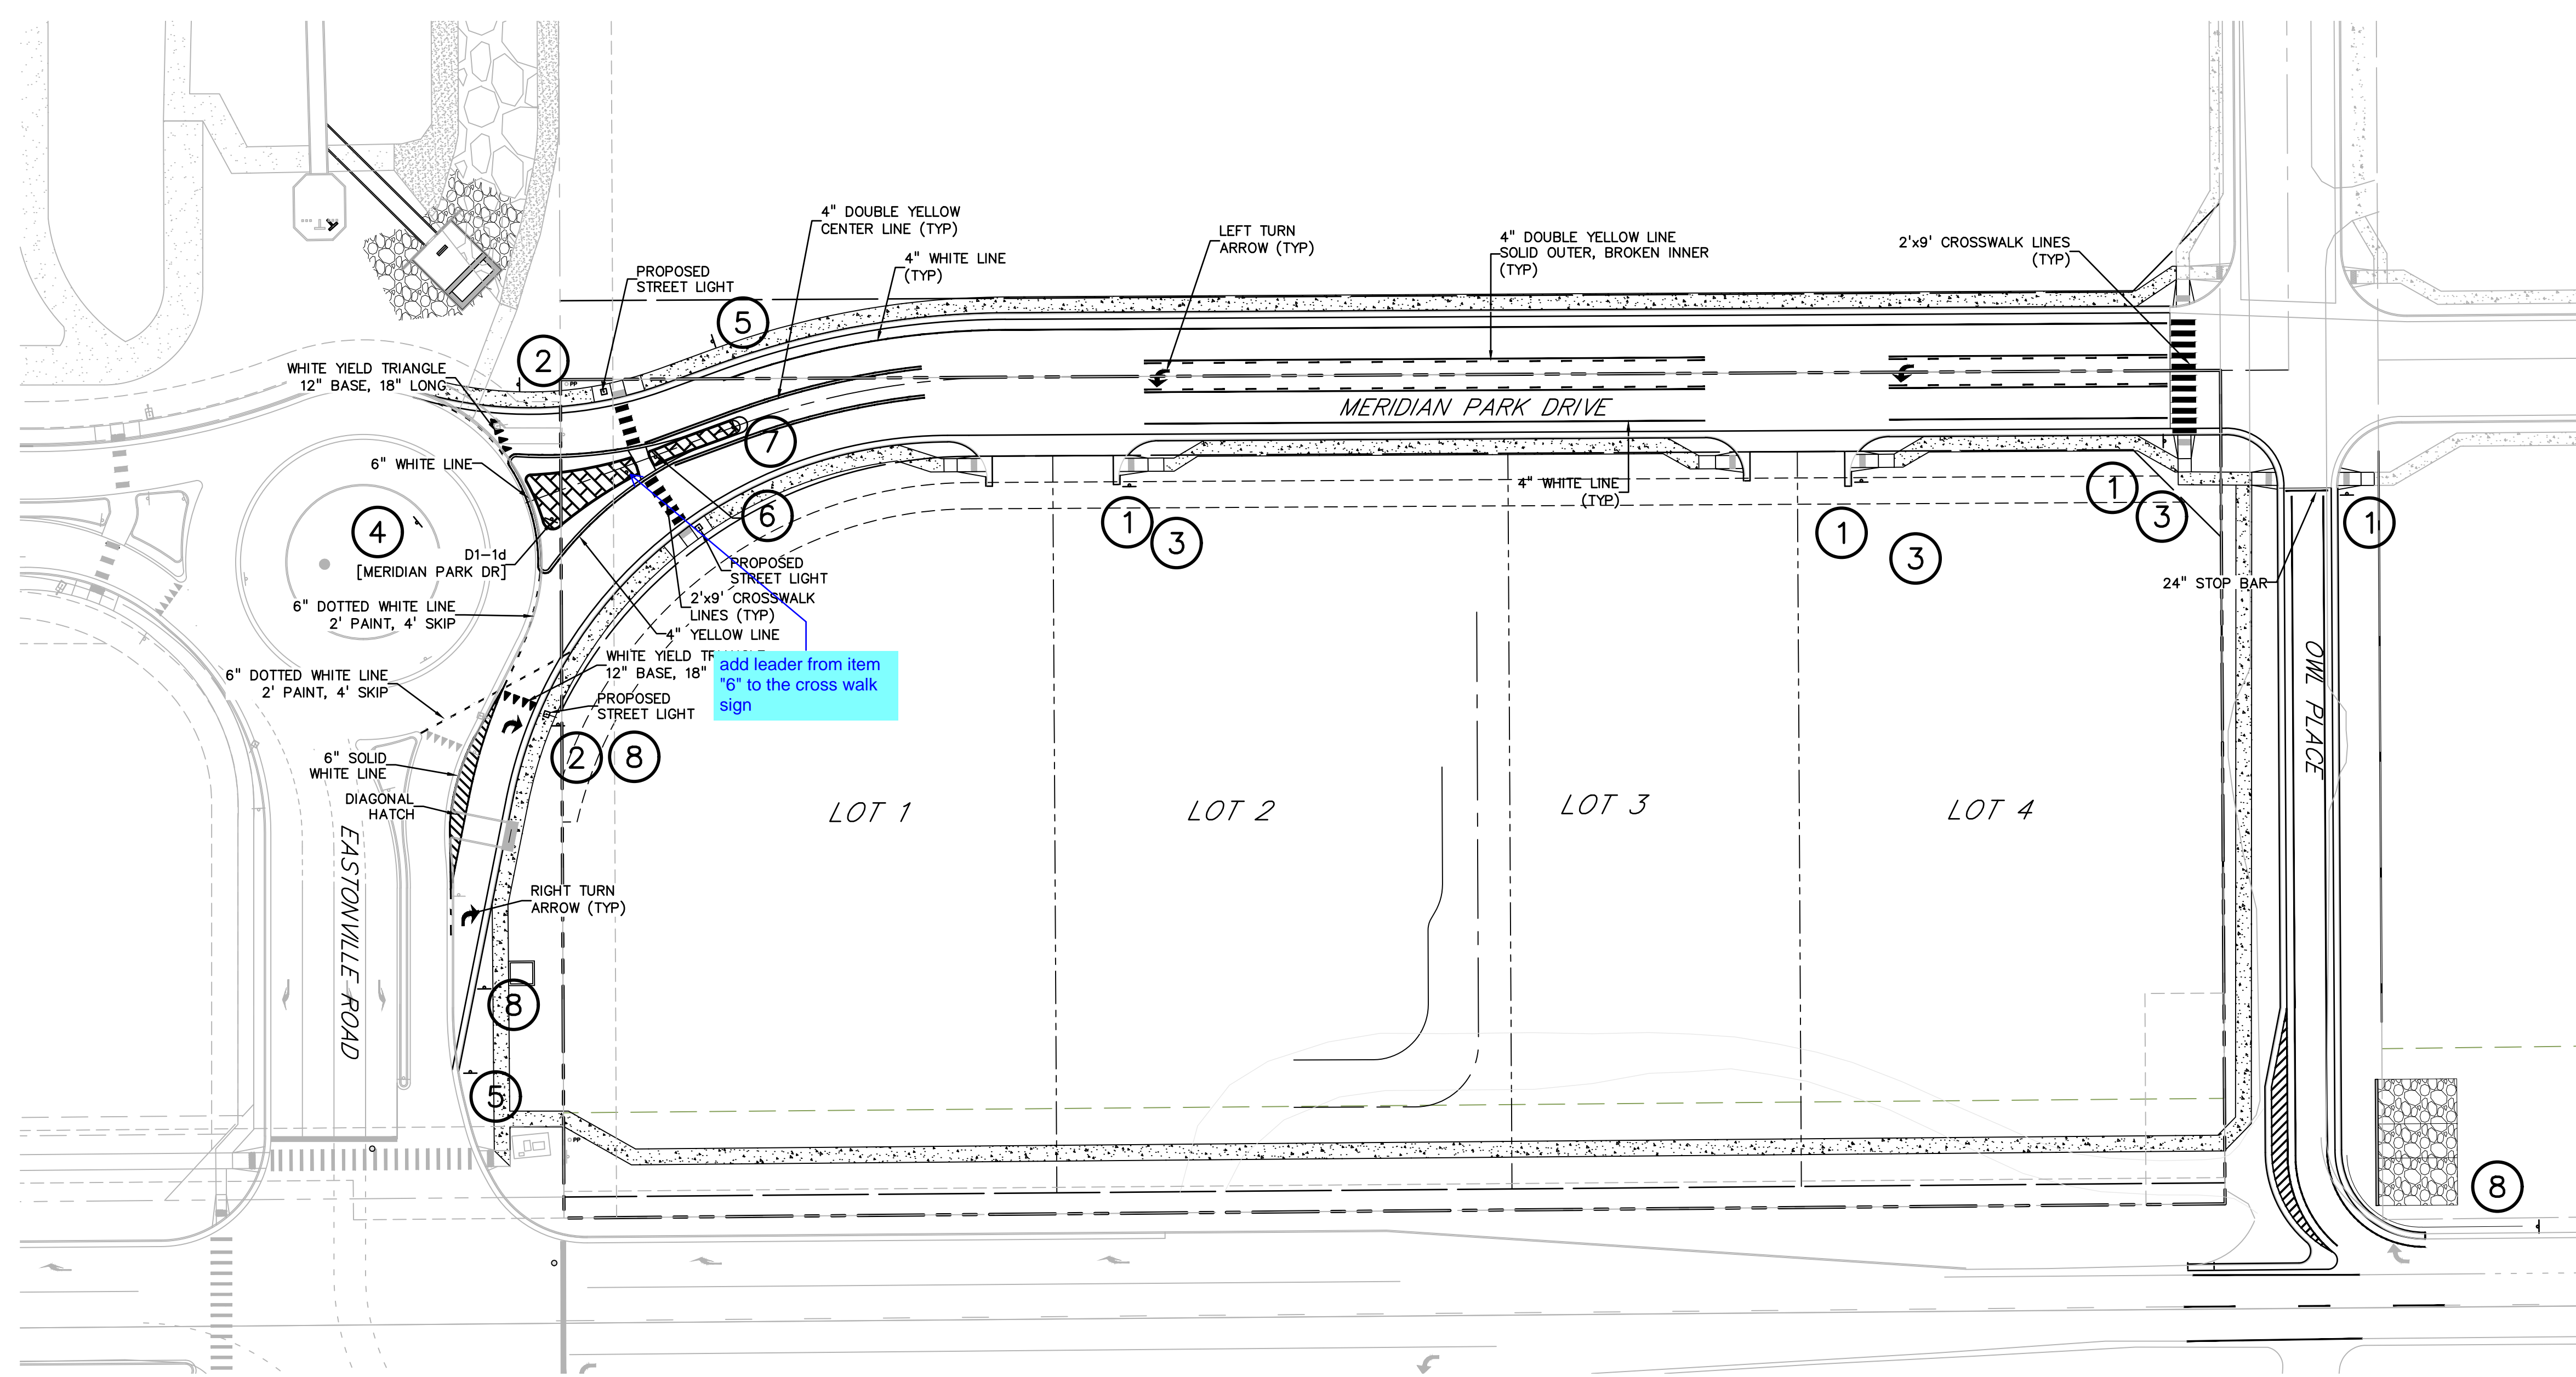 4" DOUBLE YELLOW
CENTER LINE (TYP)
LEFT TURN
ARROW (TYP)
4" DOUBLE YELLOW LINE
SOLID OUTER, BROKEN INNER
(TYP)
2'x9' CROSSWALK LINES
(TYP)
4" WHITE LINE
(TYP)
PROPOSED
STREET LIGHT
5
2
WHITE YIELD TRIANGLE
12" BASE, 18" LONG
PP
MERIDIAN PARK DRIVE
7
6" WHITE LINE
4
6
4" WHITE LINE
(TYP)
1
3
1
3
1
3
1
D1-1d
[MERIDIAN PARK DR]
PROPOSED
STREET LIGHT
24" STOP BAR
2'x9' CROSSWALK
LINES (TYP)
6" DOTTED WHITE LINE
2' PAINT, 4' SKIP
4" YELLOW LINE
WHITE YIELD TRIANGLE
12" BASE, 18"
add leader from item
"6" to the cross walk
sign
6" DOTTED WHITE LINE
2' PAINT, 4' SKIP
PROPOSED
STREET LIGHT
OWL PLACE
2
8
6" SOLID
WHITE LINE
DIAGONAL
HATCH
LOT 1
LOT 2
LOT 3
LOT 4
EASTONVILLE ROAD
RIGHT TURN
ARROW (TYP)
8
5
PP
8